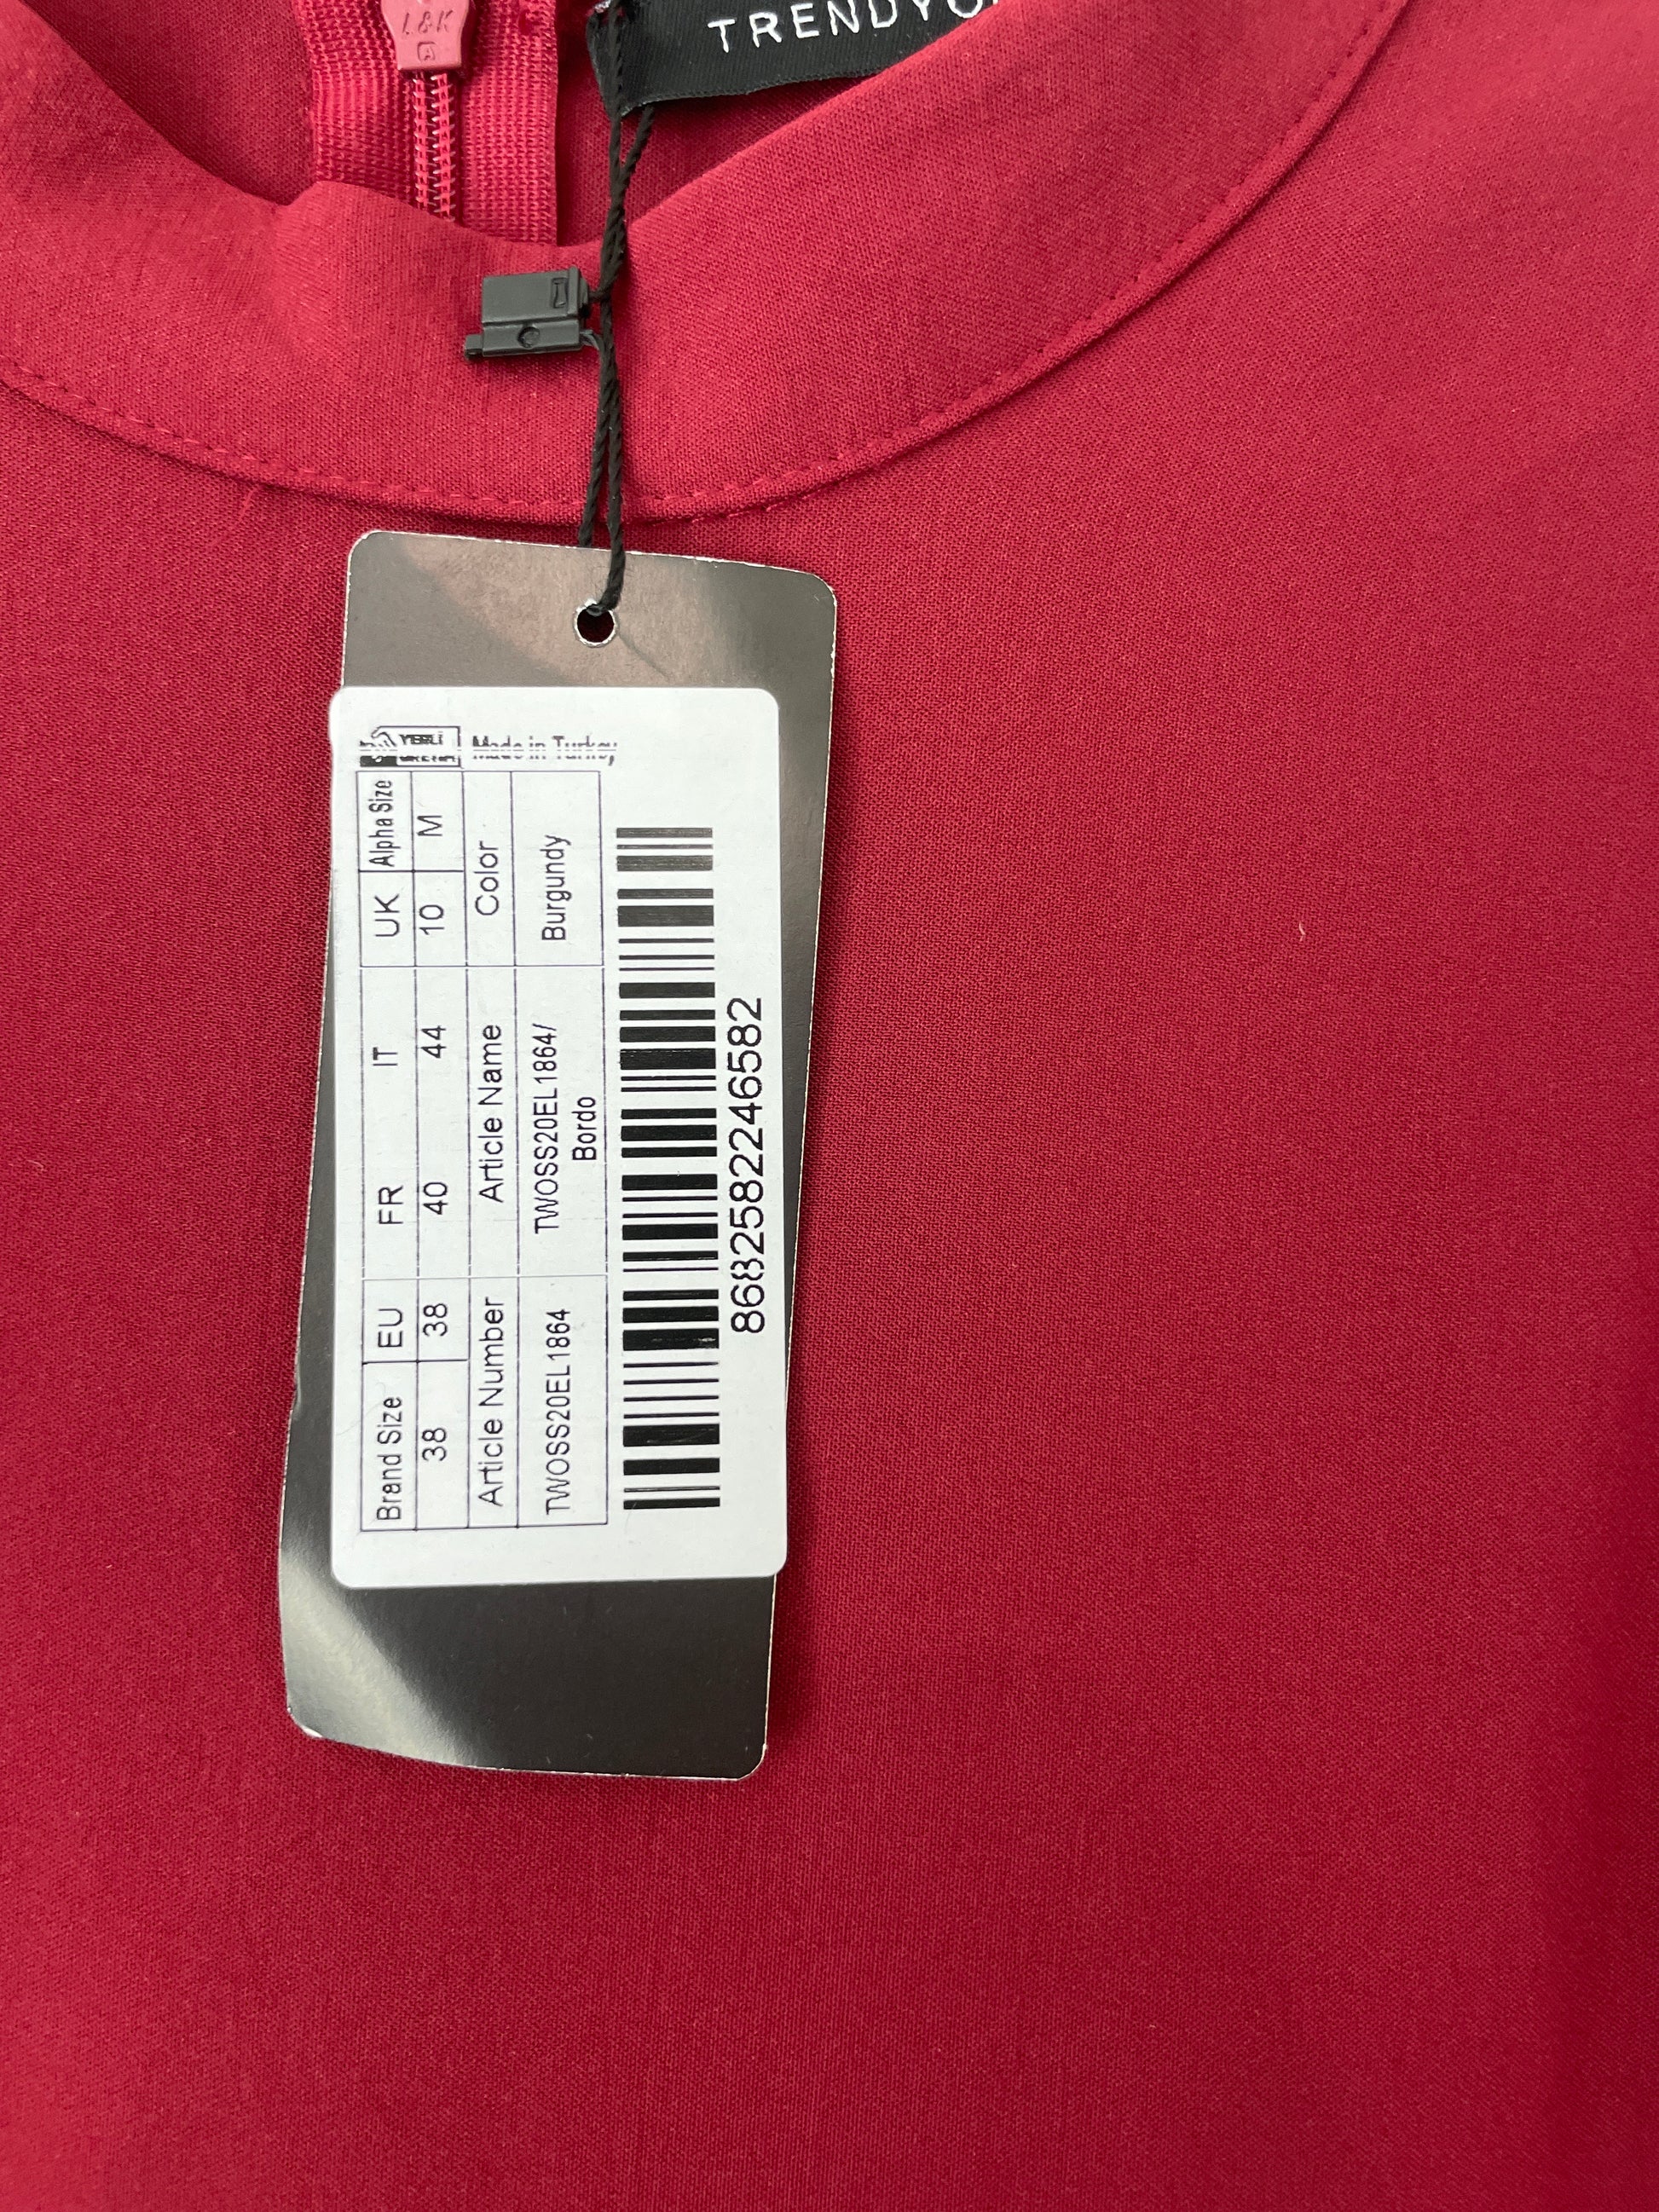 L&K
TRENDYO
YERLİ
ÜRETİM
Made in Turkey
Brand Size EU FR IT UK Alpha Size
38 38 40 44 10 M
Article Number Article Name Color
TWOSS20EL1864 TWOSS20EL1864/ Burgundy
Bordo
8682582246582